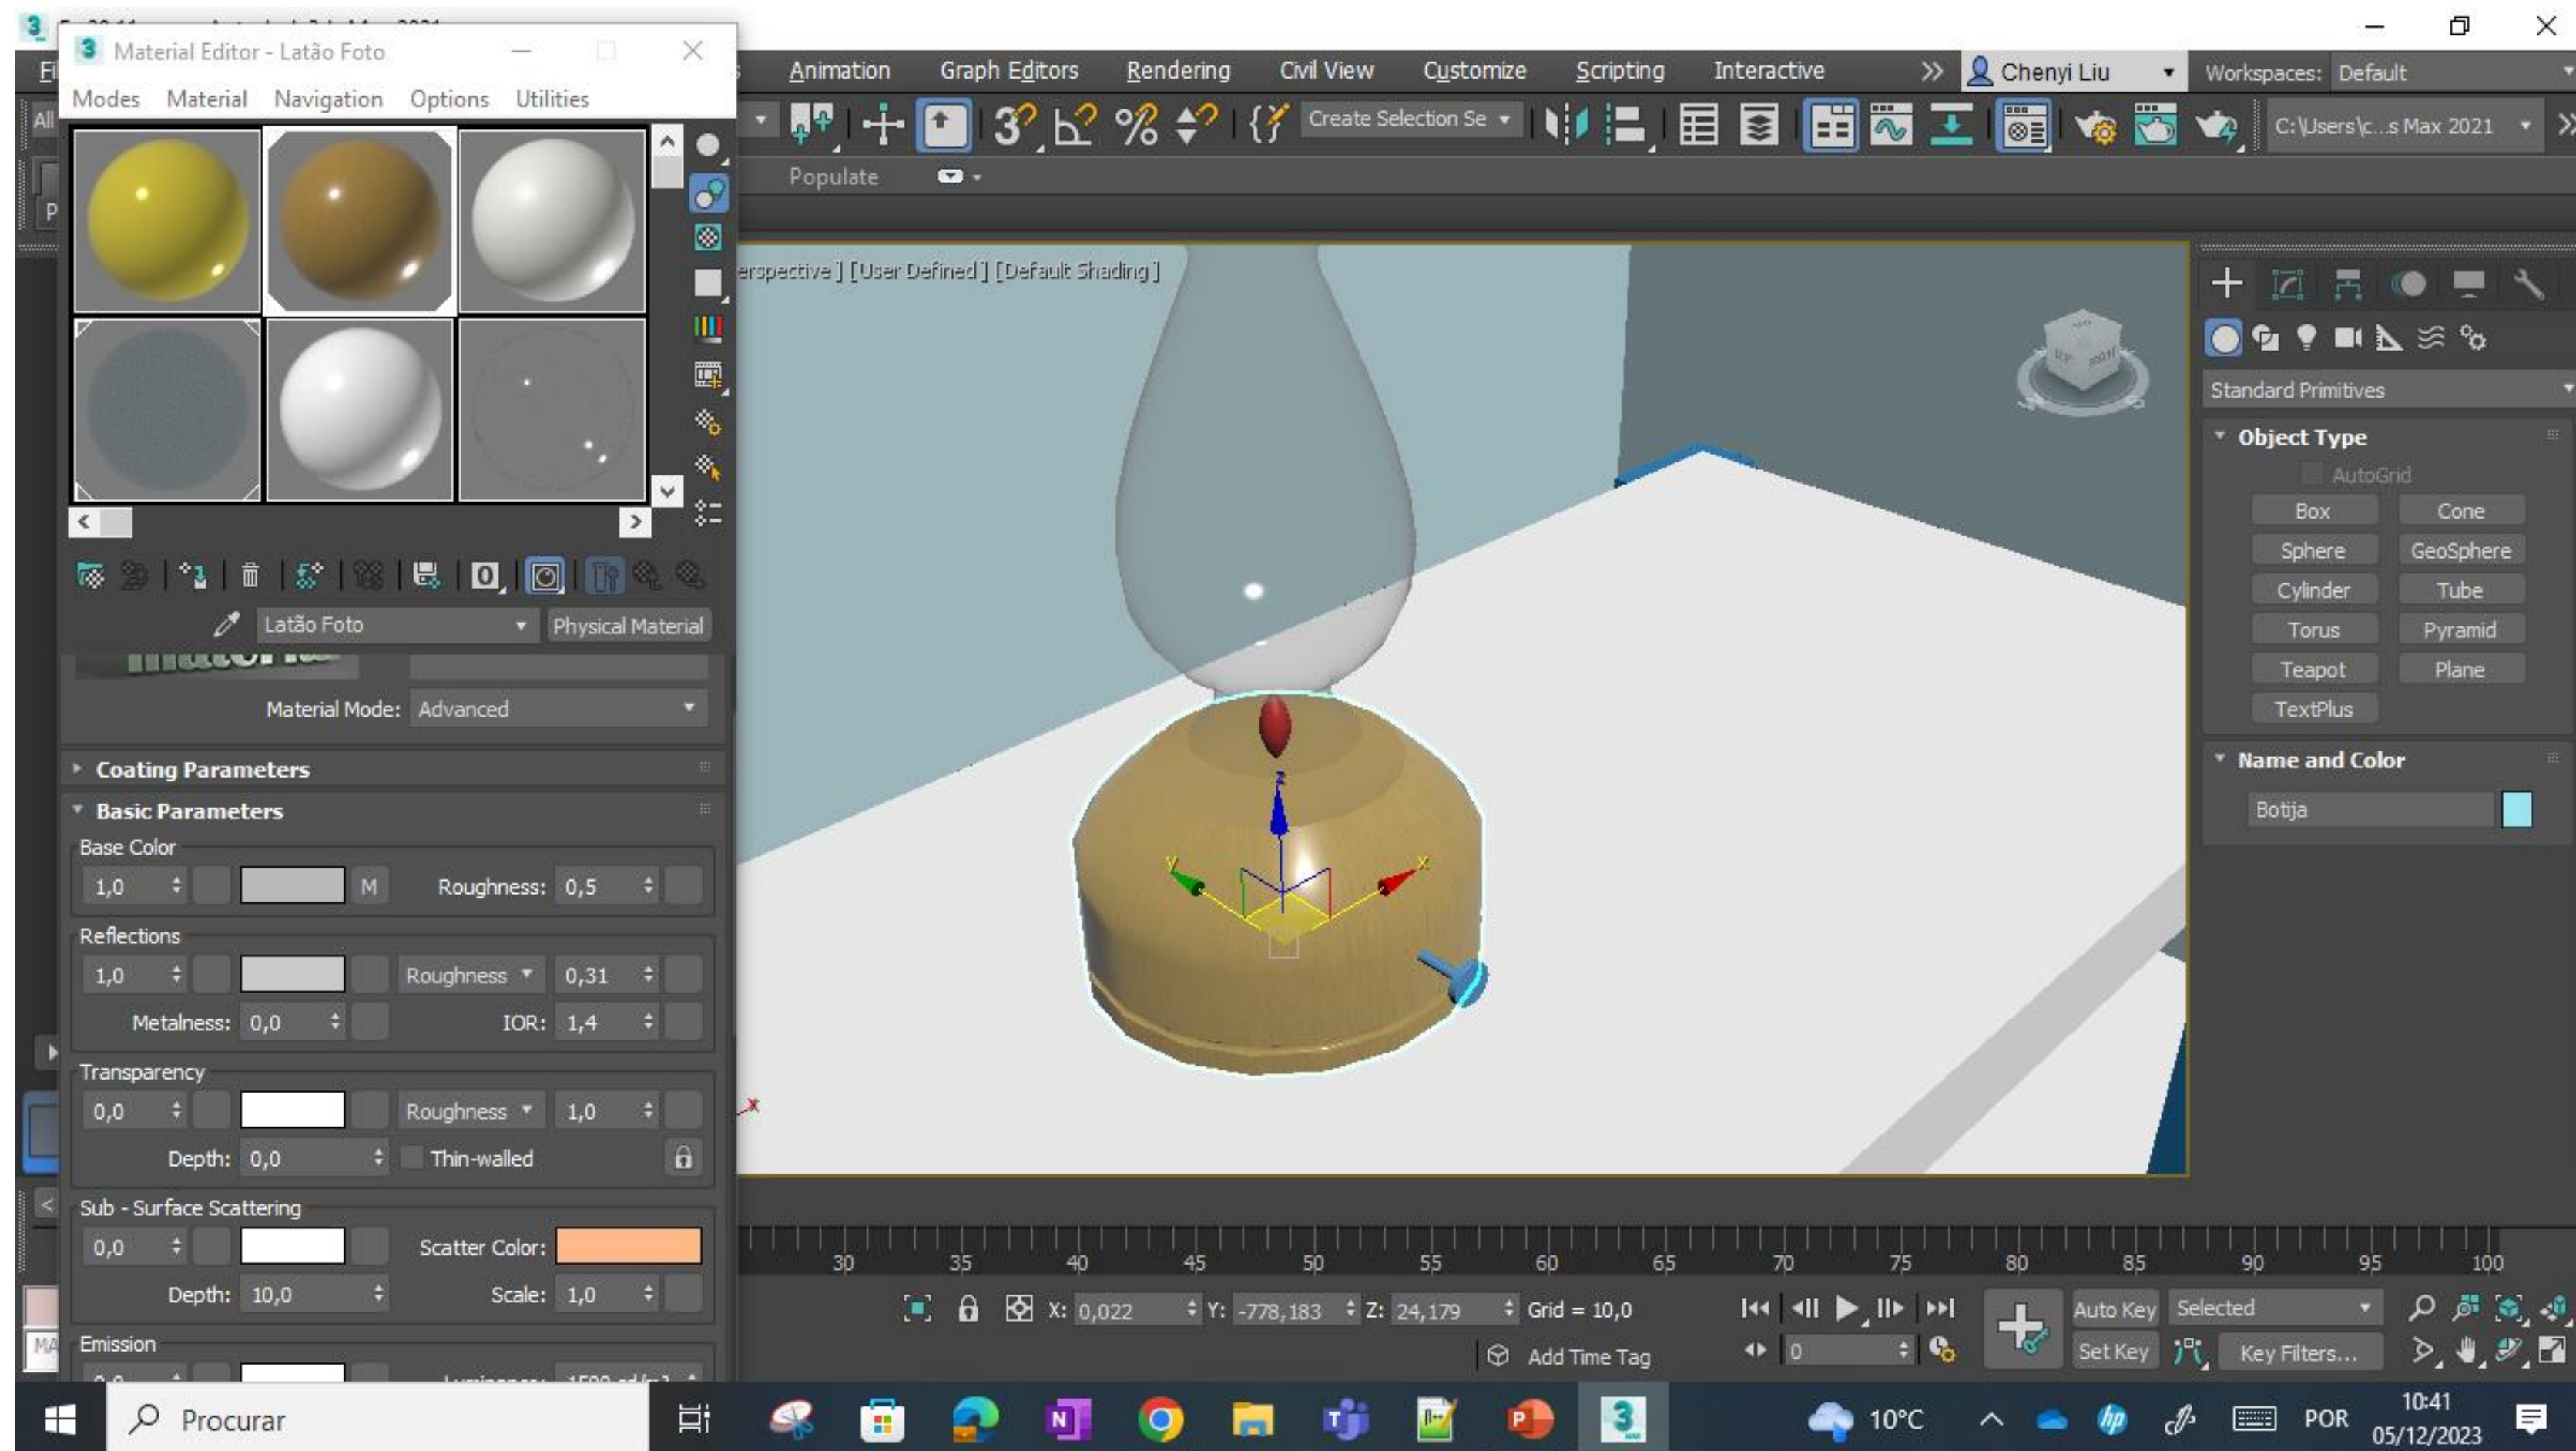 Material Editor - Latão Foto
Modes Material Navigation Options Utilities
Animation Graph Editors Rendering Civil View Customize Scripting Interactive
Chenyi Liu
Workspaces: Default
All
Create Selection Se
C:\Users\c...s Max 2021
Populate
P
erspective ] [User Defined ] [Default Shading ]
Standard Primitives
Object Type
AutoGrid
Box Cone
Sphere GeoSphere
Cylinder Tube
Torus Pyramid
Teapot Plane
TextPlus
Name and Color
Botija
Latão Foto
Physical Material
Material Mode: Advanced
Coating Parameters
Basic Parameters
Base Color
1,0 M Roughness: 0,5
Reflections
1,0 Roughness 0,31
Metalness: 0,0 IOR: 1,4
Transparency
0,0 Roughness 1,0
Depth: 0,0 Thin-walled
Sub - Surface Scattering
0,0 Scatter Color:
Depth: 10,0 Scale: 1,0
Emission
z
y
x
x
30 35 40 45 50 55 60 65 70 75 80 85 90 95 100
X: 0,022 Y: -778,183 Z: 24,179 Grid = 10,0
Auto Key Selected
MA
Add Time Tag
0
Set Key Key Filters...
Procurar
10°C
POR
10:41
05/12/2023